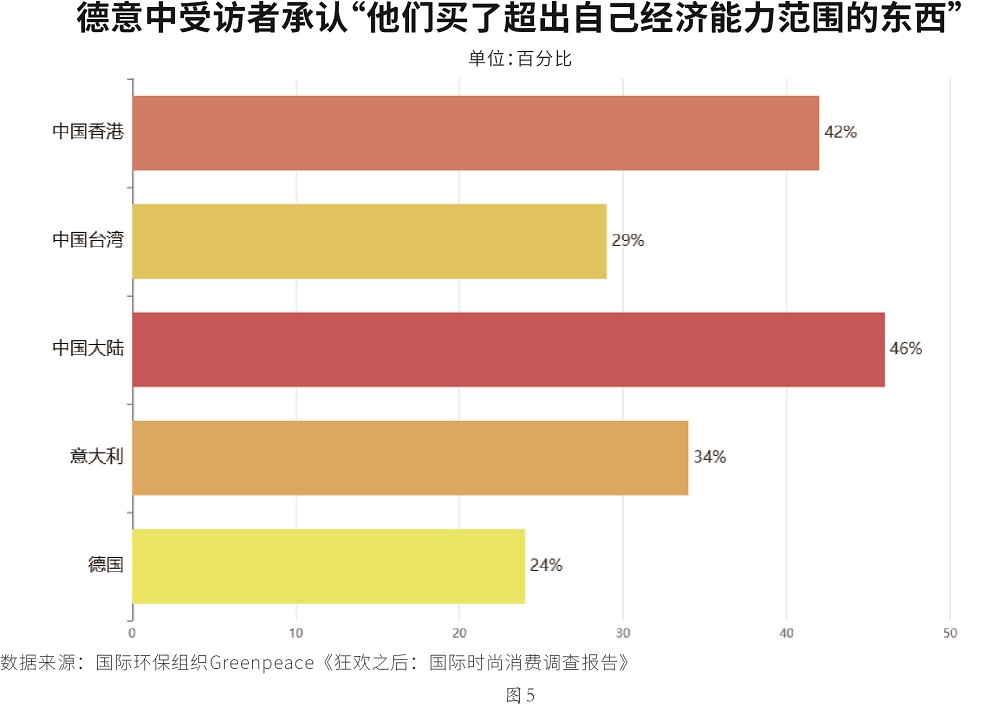 德意中受访者承认“他们买了超出自己经济能力范围的东西”
单位：百分比
中国香港
42%
中国台湾
29%
中国大陆
46%
意大利
34%
德国
24%
0 10 20 30 40 50
数据来源：国际环保组织Greenpeace《狂欢之后：国际时尚消费调查报告》
图 5